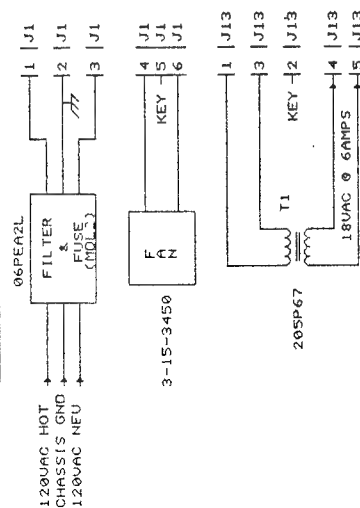 120VAC HOT
CHASSIS GND
120VAC NEU
06PEA2L
FILTER
&
FUSE
(MDL-)
1 J1
2 J1
3 J1
FAN
3-15-3450
4 J1
KEY 5 J1
6 J1
T1
205P67
1 J13
3 J13
KEY 2 J13
4 J13
18VAC @ 6AMPS
5 J13